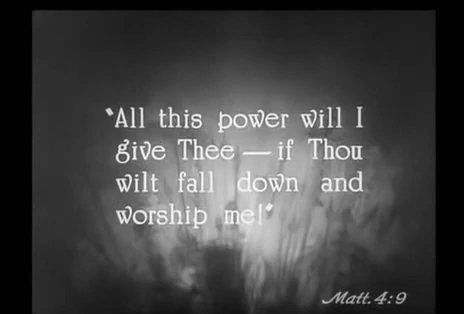 "All this power will I
give Thee — if Thou
wilt fall down and
worship me!"
Matt. 4:9